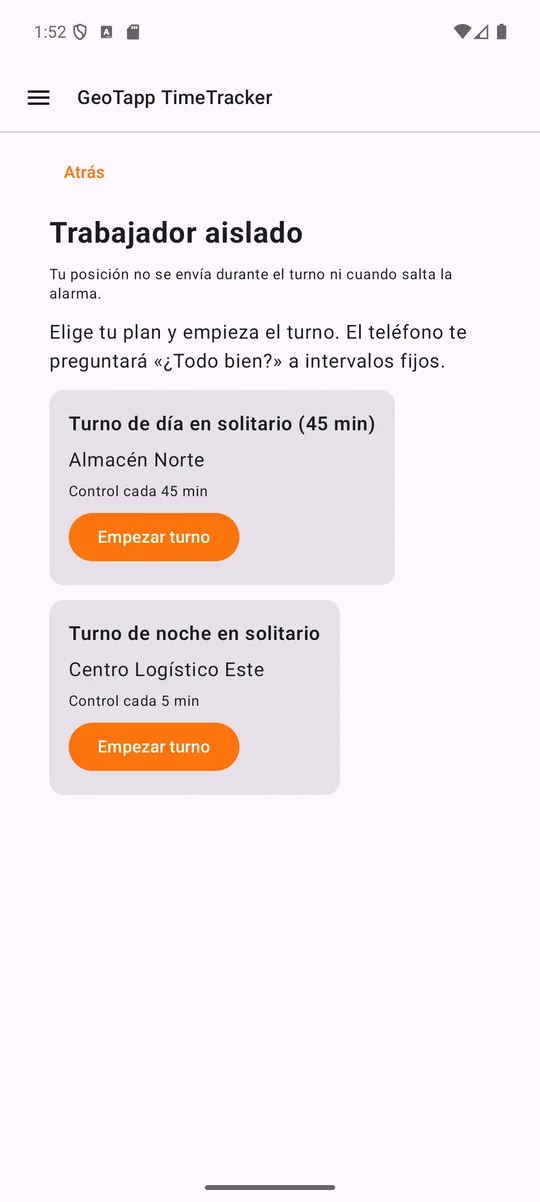 1:52
GeoTapp TimeTracker
Atrás
Trabajador aislado
Tu posición no se envía durante el turno ni cuando salta la
alarma.
Elige tu plan y empieza el turno. El teléfono te
preguntará «¿Todo bien?» a intervalos fijos.
Turno de día en solitario (45 min)
Almacén Norte
Control cada 45 min
Empezar turno
Turno de noche en solitario
Centro Logístico Este
Control cada 5 min
Empezar turno